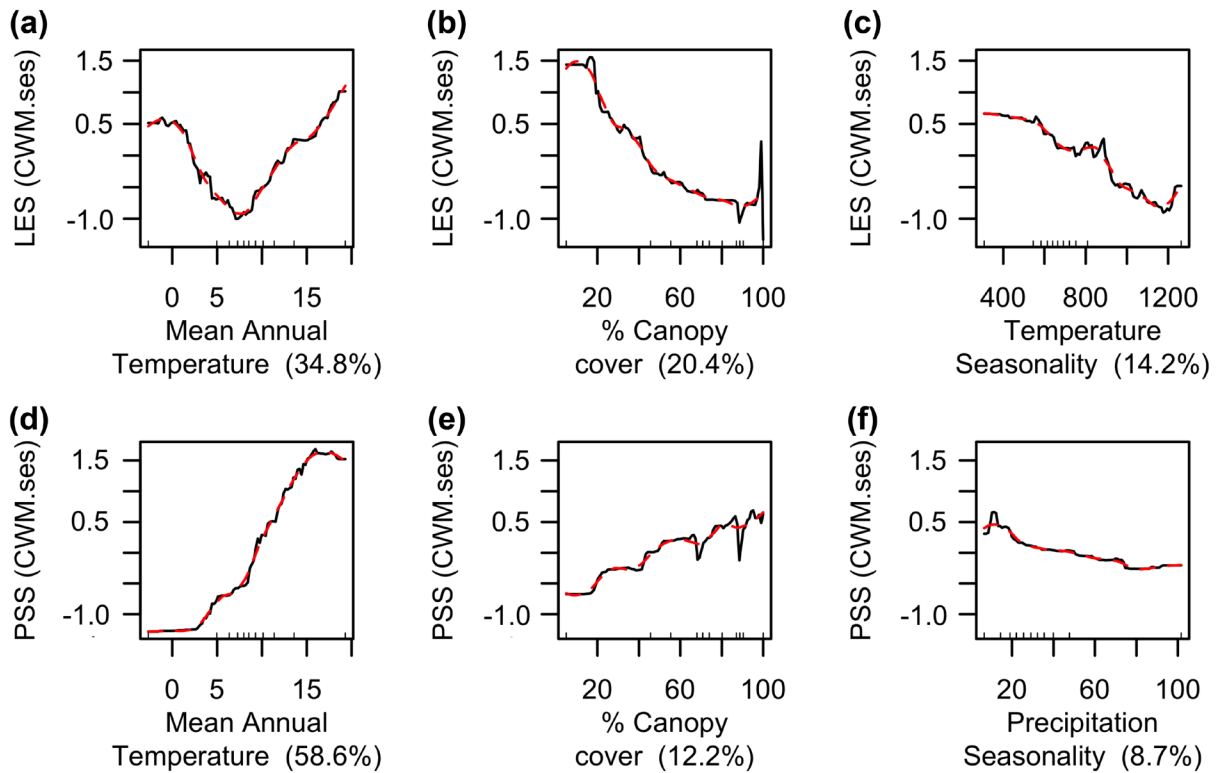 (a)
LES (CWM.ses)
1.5
0.5
-1.0
0 5 15
Mean Annual
Temperature (34.8%)
(b)
LES (CWM.ses)
1.5
0.5
-1.0
20 60 100
% Canopy
cover (20.4%)
(c)
LES (CWM.ses)
1.5
0.5
-1.0
400 800 1200
Temperature
Seasonality (14.2%)
(d)
PSS (CWM.ses)
1.5
0.5
-1.0
0 5 15
Mean Annual
Temperature (58.6%)
(e)
PSS (CWM.ses)
1.5
0.5
-1.0
20 60 100
% Canopy
cover (12.2%)
(f)
PSS (CWM.ses)
1.5
0.5
-1.0
20 60 100
Precipitation
Seasonality (8.7%)